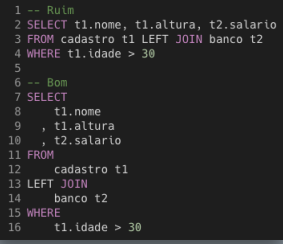 1 -- Ruim
2 SELECT t1.nome, t1.altura, t2.salario
3 FROM cadastro t1 LEFT JOIN banco t2
4 WHERE t1.idade > 30
5
6 -- Bom
7 SELECT
8     t1.nome
9   , t1.altura
10   , t2.salario
11 FROM
12     cadastro t1
13 LEFT JOIN
14     banco t2
15 WHERE
16     t1.idade > 30